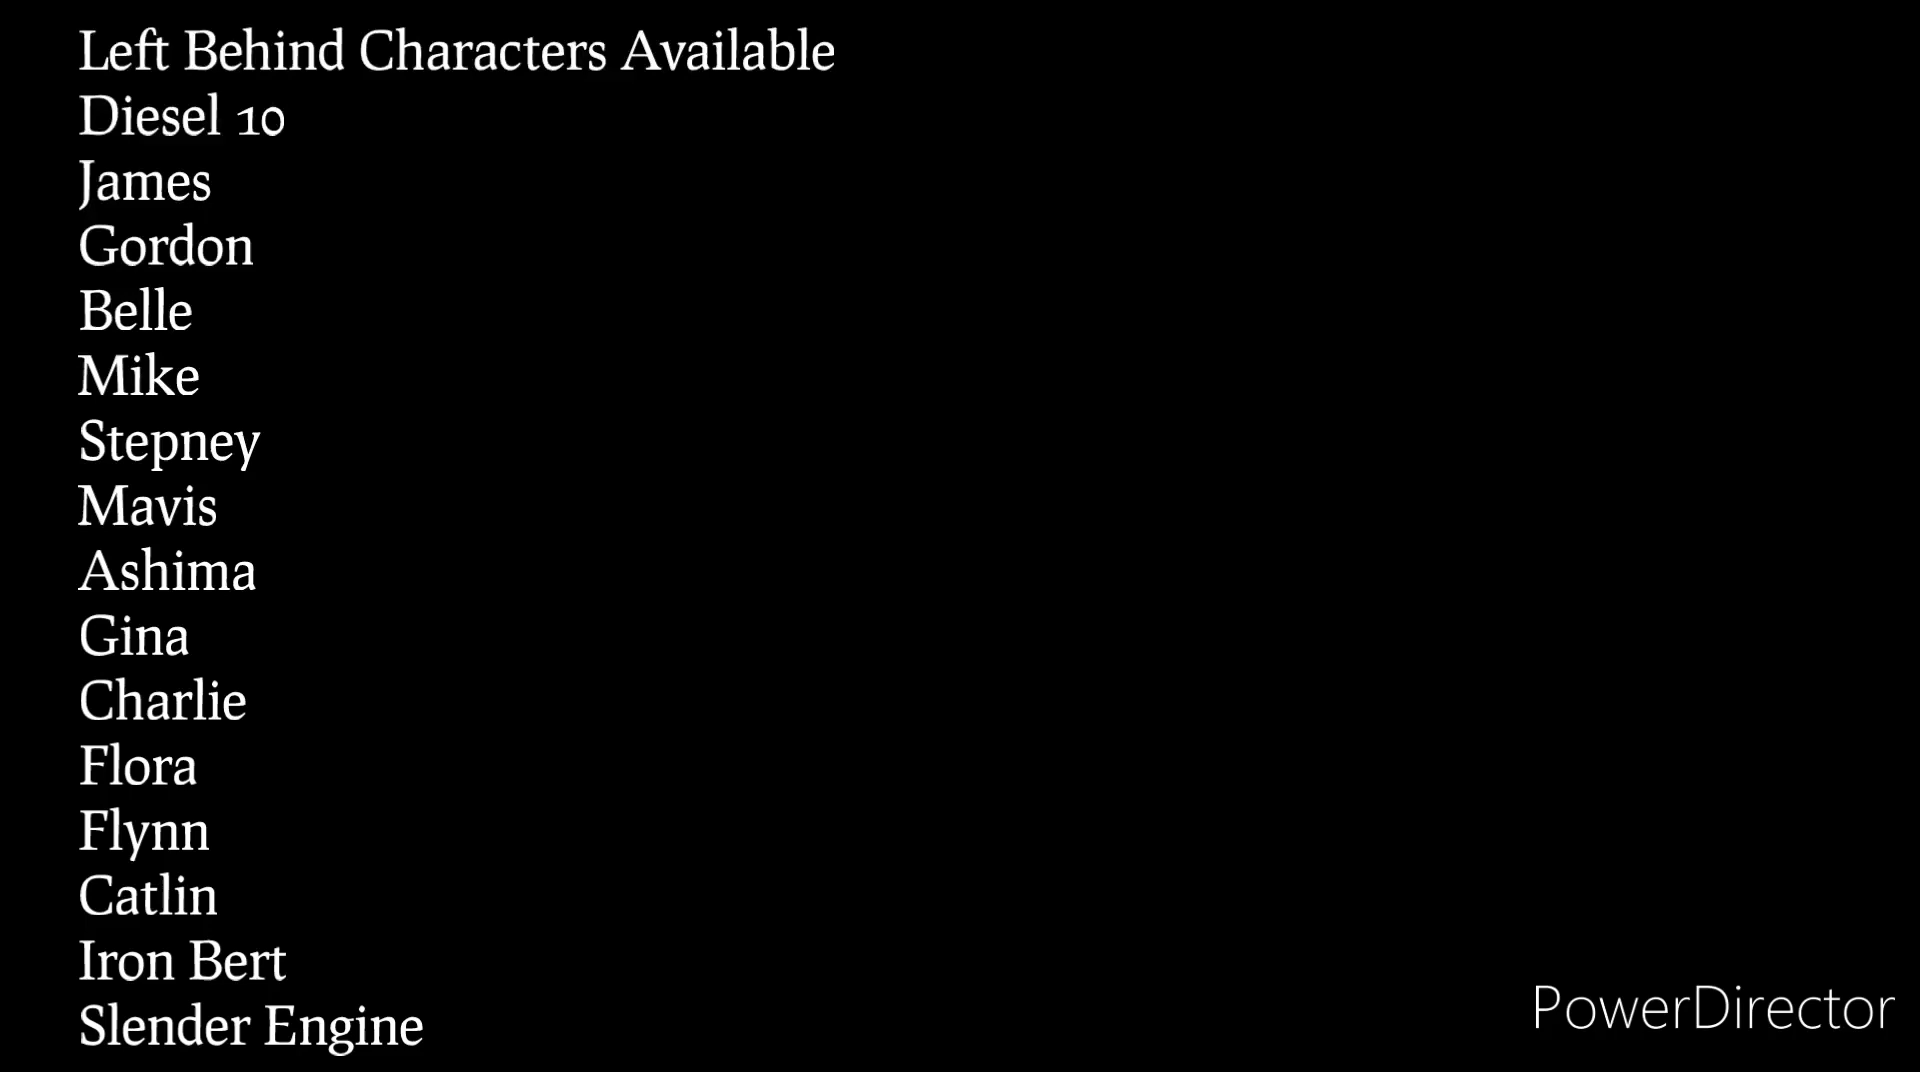 Left Behind Characters Available
Diesel 10
James
Gordon
Belle
Mike
Stepney
Mavis
Ashima
Gina
Charlie
Flora
Flynn
Catlin
Iron Bert
Slender Engine
PowerDirector